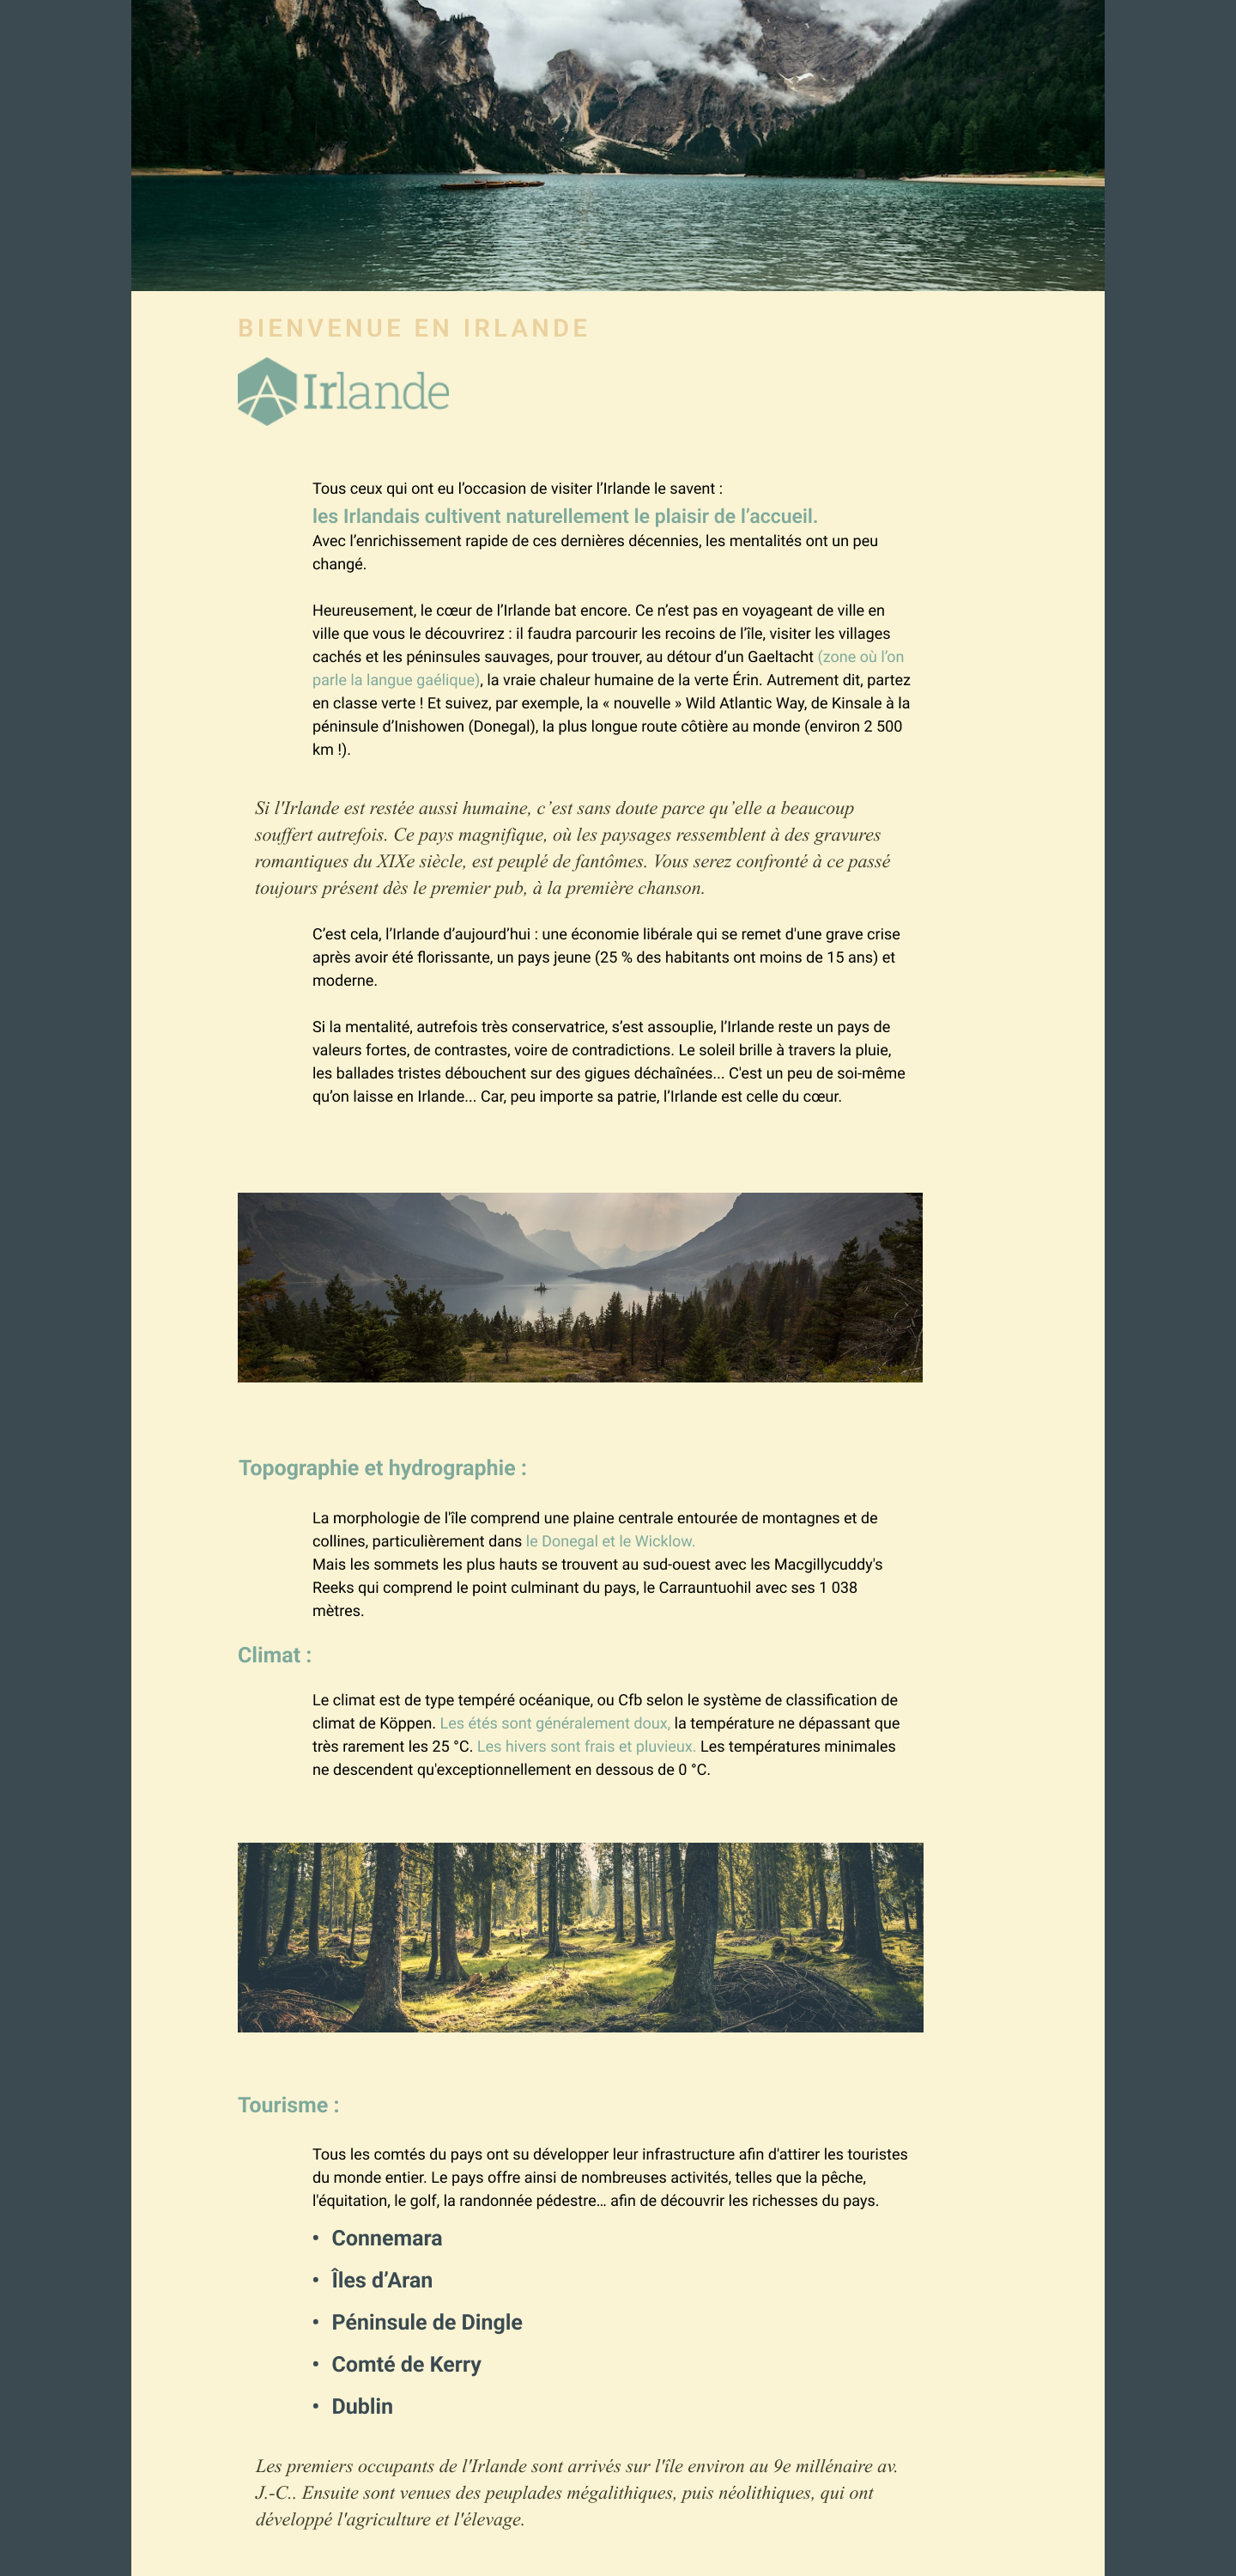 BIENVENUE EN IRLANDE
Irlande
Tous ceux qui ont eu l’occasion de visiter l’Irlande le savent :
les Irlandais cultivent naturellement le plaisir de l’accueil.
Avec l’enrichissement rapide de ces dernières décennies, les mentalités ont un peu
changé.
Heureusement, le cœur de l’Irlande bat encore. Ce n’est pas en voyageant de ville en
ville que vous le découvrirez : il faudra parcourir les recoins de l’île, visiter les villages
cachés et les péninsules sauvages, pour trouver, au détour d’un Gaeltacht (zone où l’on
parle la langue gaélique), la vraie chaleur humaine de la verte Érin. Autrement dit, partez
en classe verte ! Et suivez, par exemple, la « nouvelle » Wild Atlantic Way, de Kinsale à la
péninsule d’Inishowen (Donegal), la plus longue route côtière au monde (environ 2 500
km !).
Si l'Irlande est restée aussi humaine, c’est sans doute parce qu’elle a beaucoup
souffert autrefois. Ce pays magnifique, où les paysages ressemblent à des gravures
romantiques du XIXe siècle, est peuplé de fantômes. Vous serez confronté à ce passé
toujours présent dès le premier pub, à la première chanson.
C’est cela, l’Irlande d’aujourd’hui : une économie libérale qui se remet d'une grave crise
après avoir été florissante, un pays jeune (25 % des habitants ont moins de 15 ans) et
moderne.
Si la mentalité, autrefois très conservatrice, s’est assouplie, l’Irlande reste un pays de
valeurs fortes, de contrastes, voire de contradictions. Le soleil brille à travers la pluie,
les ballades tristes débouchent sur des gigues déchaînées... C'est un peu de soi-même
qu’on laisse en Irlande... Car, peu importe sa patrie, l’Irlande est celle du cœur.
Topographie et hydrographie :
La morphologie de l'île comprend une plaine centrale entourée de montagnes et de
collines, particulièrement dans le Donegal et le Wicklow.
Mais les sommets les plus hauts se trouvent au sud-ouest avec les Macgillycuddy's
Reeks qui comprend le point culminant du pays, le Carrauntuohil avec ses 1 038
mètres.
Climat :
Le climat est de type tempéré océanique, ou Cfb selon le système de classification de
climat de Köppen. Les étés sont généralement doux, la température ne dépassant que
très rarement les 25 °C. Les hivers sont frais et pluvieux. Les températures minimales
ne descendent qu'exceptionnellement en dessous de 0 °C.
Tourisme :
Tous les comtés du pays ont su développer leur infrastructure afin d'attirer les touristes
du monde entier. Le pays offre ainsi de nombreuses activités, telles que la pêche,
l'équitation, le golf, la randonnée pédestre… afin de découvrir les richesses du pays.
• Connemara
• Îles d’Aran
• Péninsule de Dingle
• Comté de Kerry
• Dublin
Les premiers occupants de l'Irlande sont arrivés sur l'île environ au 9e millénaire av.
J.-C.. Ensuite sont venues des peuplades mégalithiques, puis néolithiques, qui ont
développé l'agriculture et l'élevage.